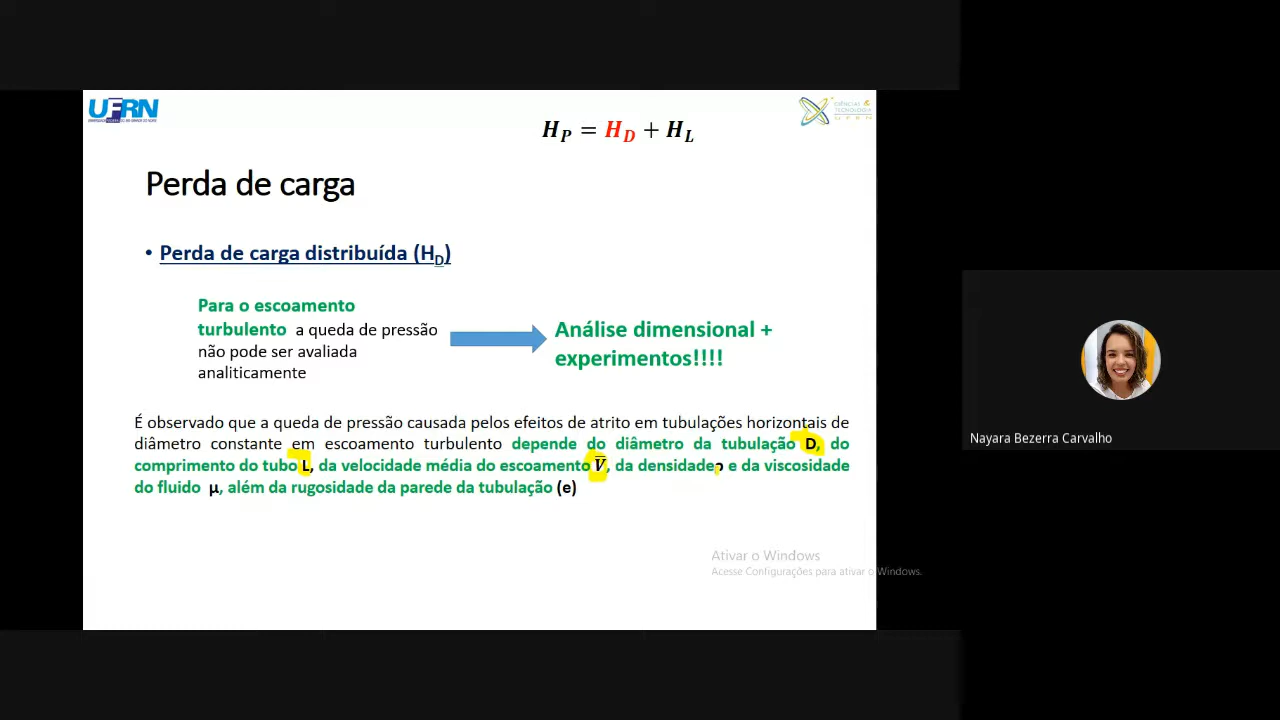 UFRN
CIÊNCIAS &
TECNOLOGIA
UFRN
H_P = H_D + H_L
Perda de carga
• Perda de carga distribuída (H_D)
Para o escoamento
turbulento a queda de pressão
não pode ser avaliada
analiticamente
Análise dimensional +
experimentos!!!!
É observado que a queda de pressão causada pelos efeitos de atrito em tubulações horizontais de
diâmetro constante em escoamento turbulento depende do diâmetro da tubulação D, do
comprimento do tubo L, da velocidade média do escoamento V̅, da densidade e da viscosidade
do fluido μ, além da rugosidade da parede da tubulação (e)
Ativar o Windows
Acesse Configurações para ativar o Windows.
Nayara Bezerra Carvalho